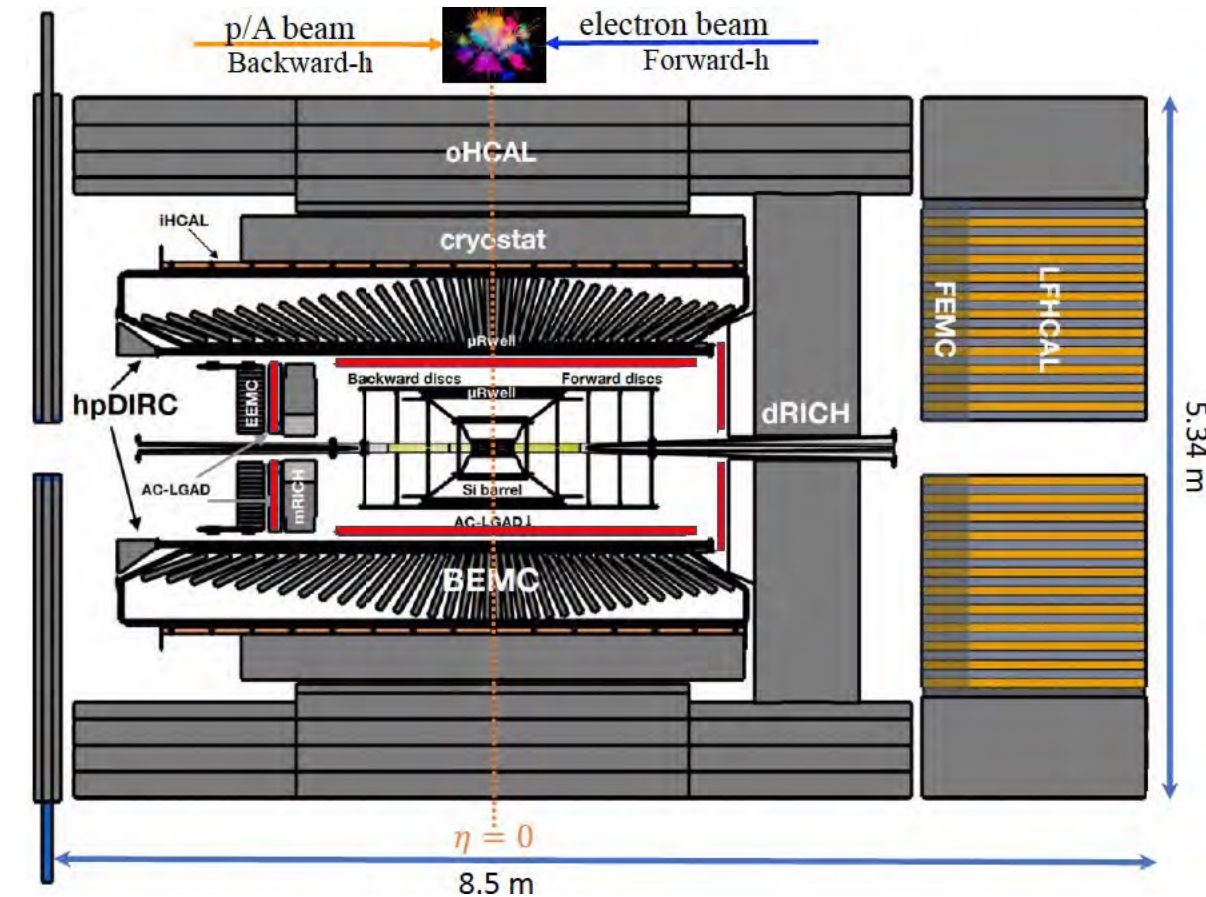 p/A beam
Backward-h
electron beam
Forward-h
oHCAL
iHCAL
cryostat
FEMC
LFHCAL
µRwell
Backward discs
Forward discs
µRwell
hpDIRC
EEMC
dRICH
AC-LGAD
mRICH
Si barrel
AC-LGAD↓
BEMC
5.34 m
η = 0
8.5 m